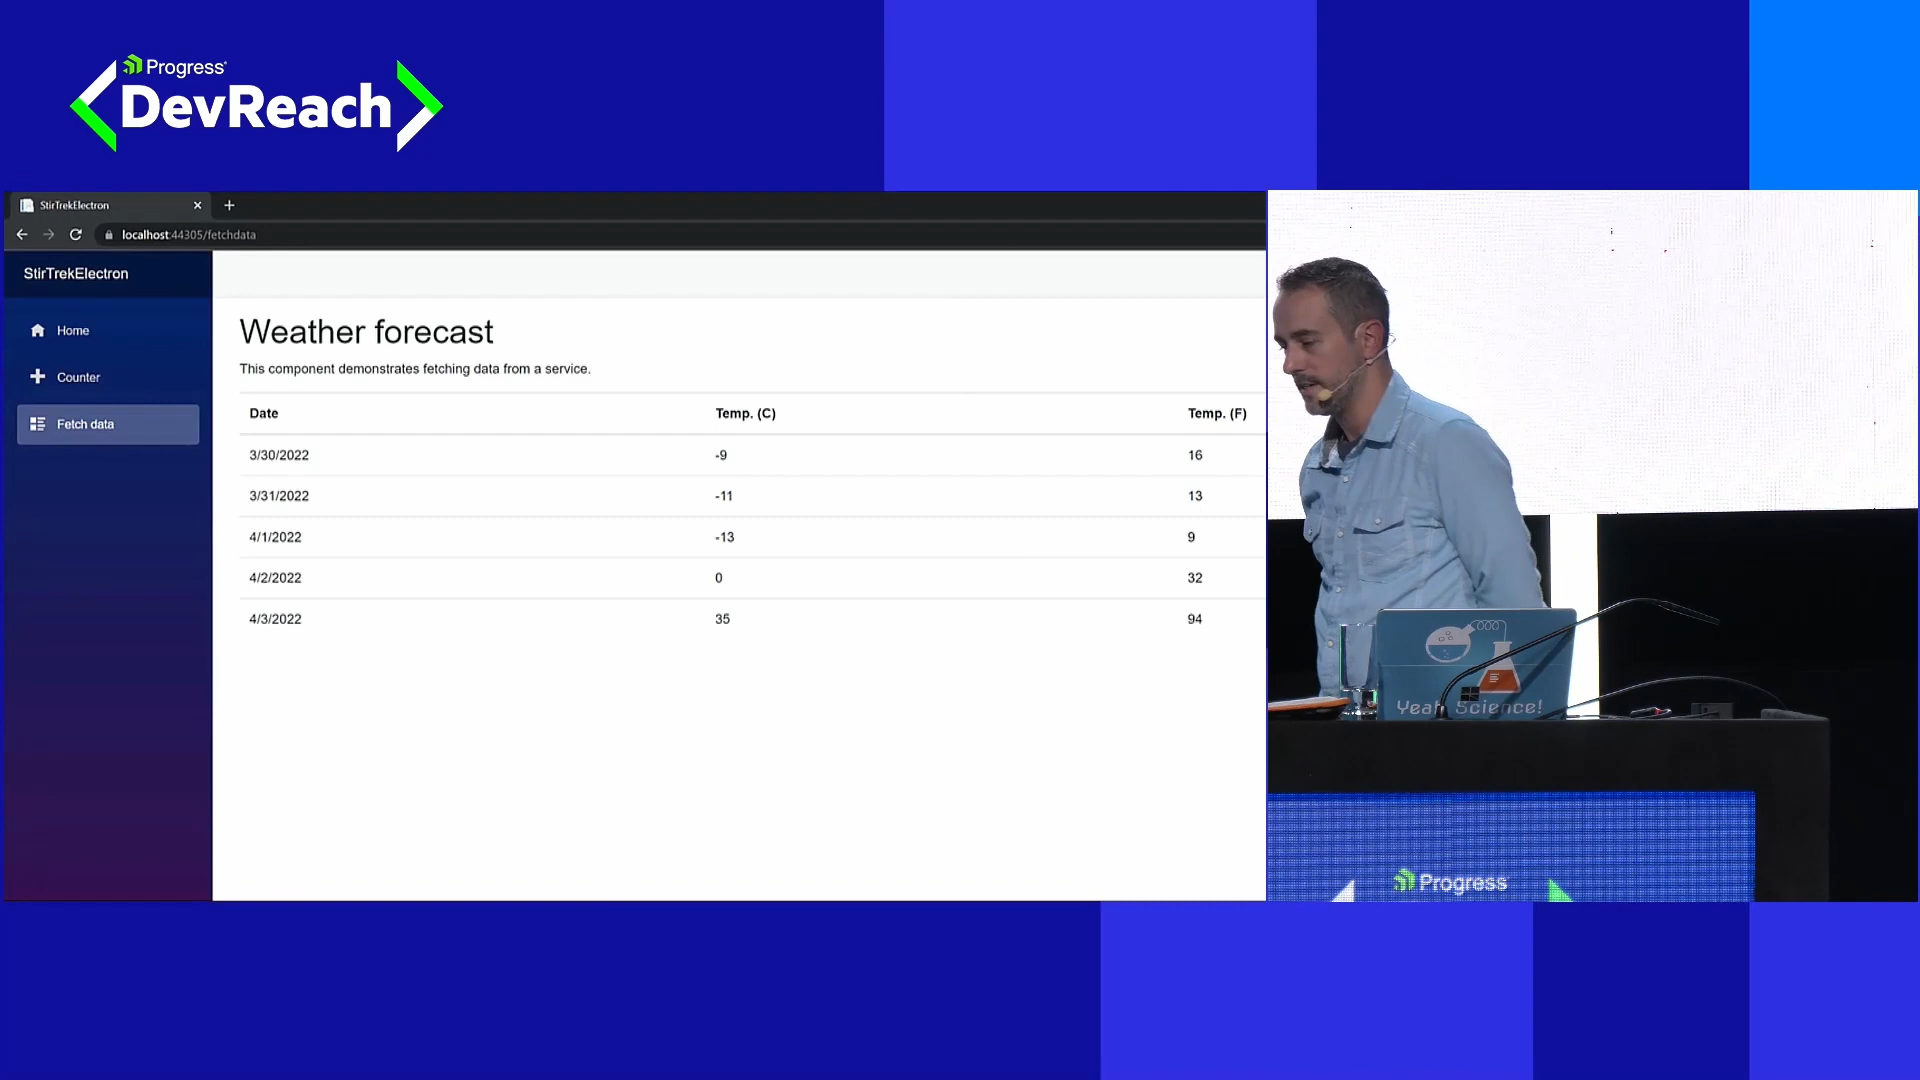 Progress
DevReach
StirTrekElectron
localhost:44305/fetchdata
StirTrekElectron
Home
Counter
Fetch data
Weather forecast
This component demonstrates fetching data from a service.
Date Temp. (C) Temp. (F)
3/30/2022 -9 16
3/31/2022 -11 13
4/1/2022 -13 9
4/2/2022 0 32
4/3/2022 35 94
Yeah Science!
Progress